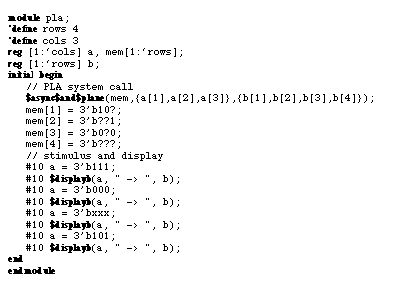 module pla;
`define rows 4
`define cols 3
reg [1:`cols] a, mem[1:`rows];
reg [1:`rows] b;
initial begin
// PLA system call
$async$and$plane(mem,{a[1],a[2],a[3]},{b[1],b[2],b[3],b[4]});
mem[1] = 3'b10?;
mem[2] = 3'b??1;
mem[3] = 3'b0?0;
mem[4] = 3'b???;
// stimulus and display
#10 a = 3'b111;
#10 $displayb(a, " -> ", b);
#10 a = 3'b000;
#10 $displayb(a, " -> ", b);
#10 a = 3'bxxx;
#10 $displayb(a, " -> ", b);
#10 a = 3'b101;
#10 $displayb(a, " -> ", b);
end
endmodule